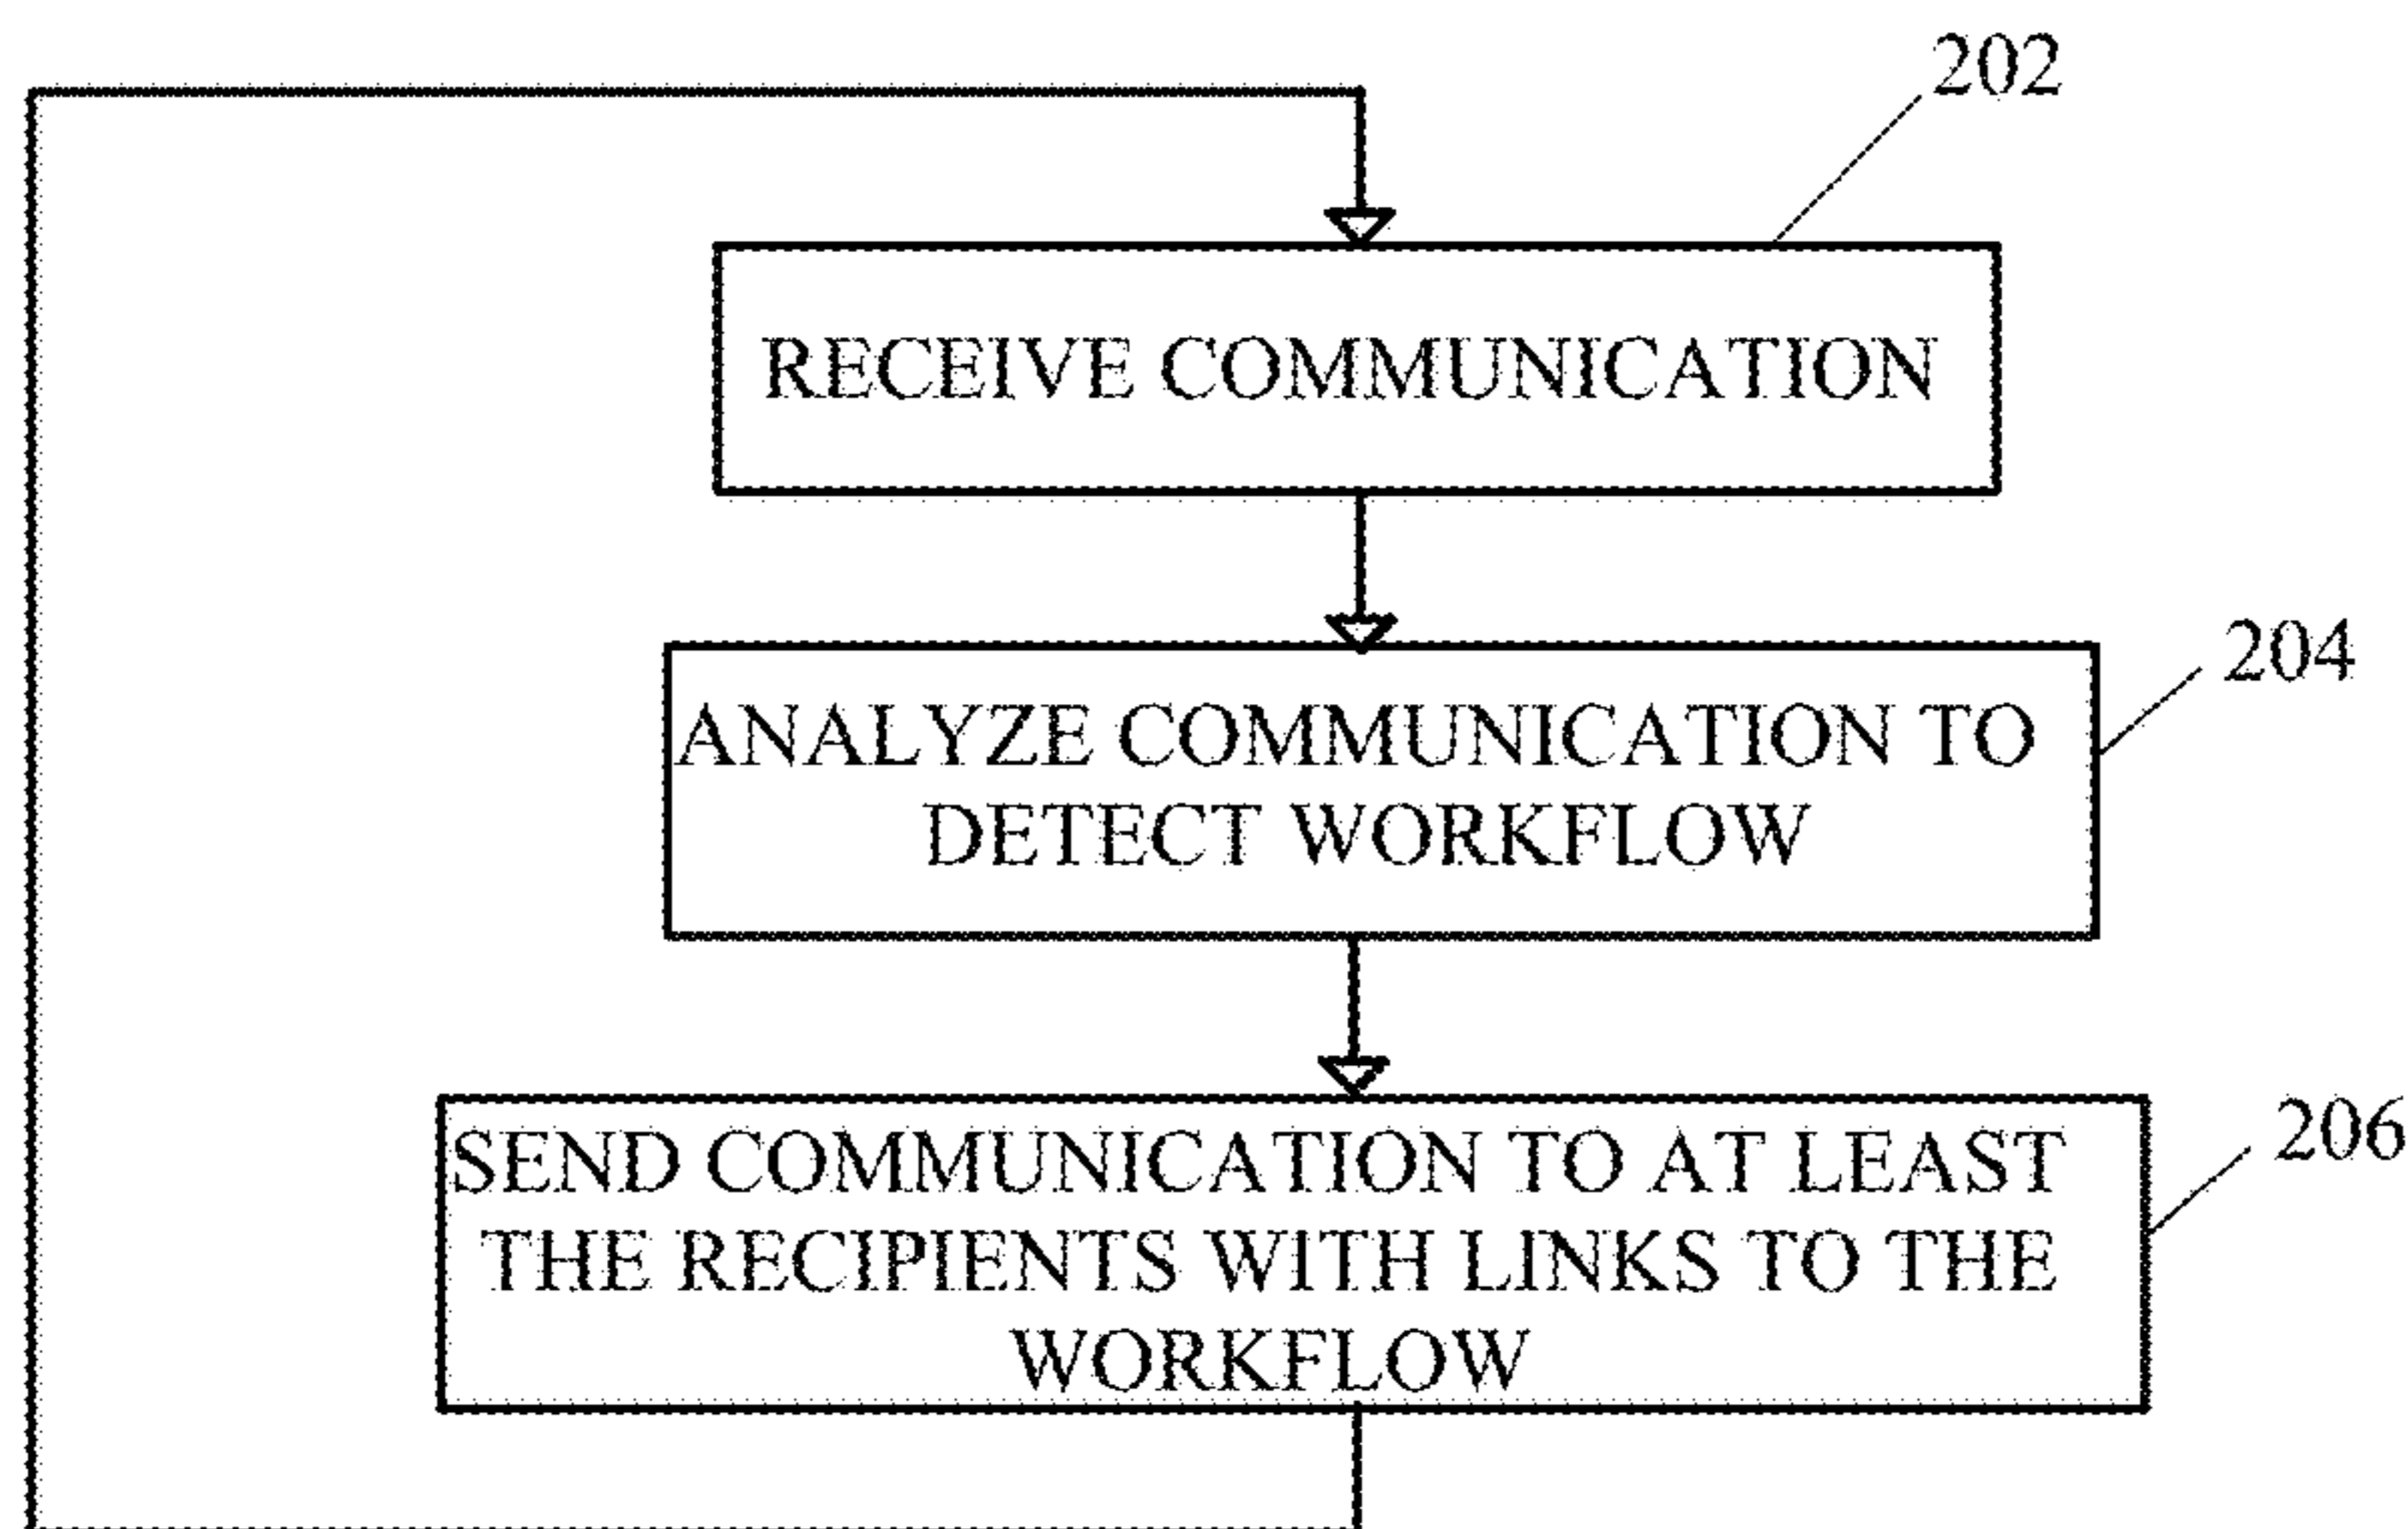 202
RECEIVE COMMUNICATION
204
ANALYZE COMMUNICATION TO
DETECT WORKFLOW
206
SEND COMMUNICATION TO AT LEAST
THE RECIPIENTS WITH LINKS TO THE
WORKFLOW